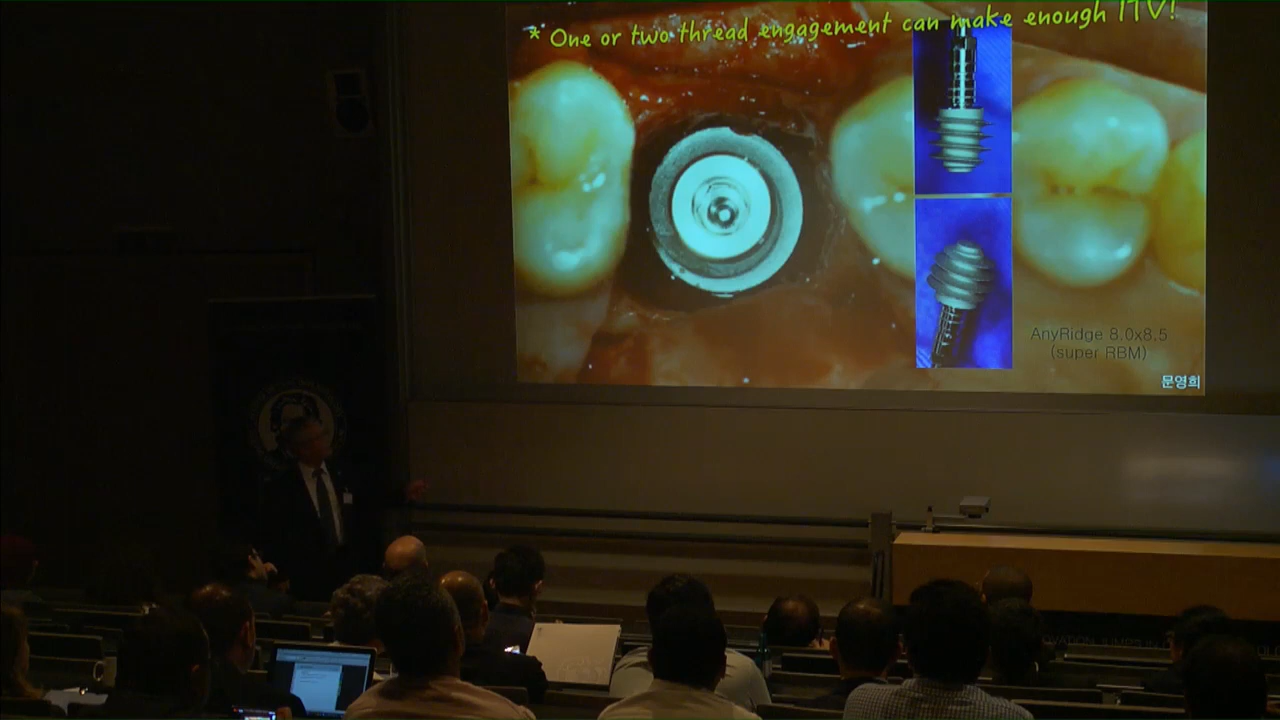 * One or two thread engagement can make enough ITV!
AnyRidge 8.0x8.5
(super RBM)
문영희